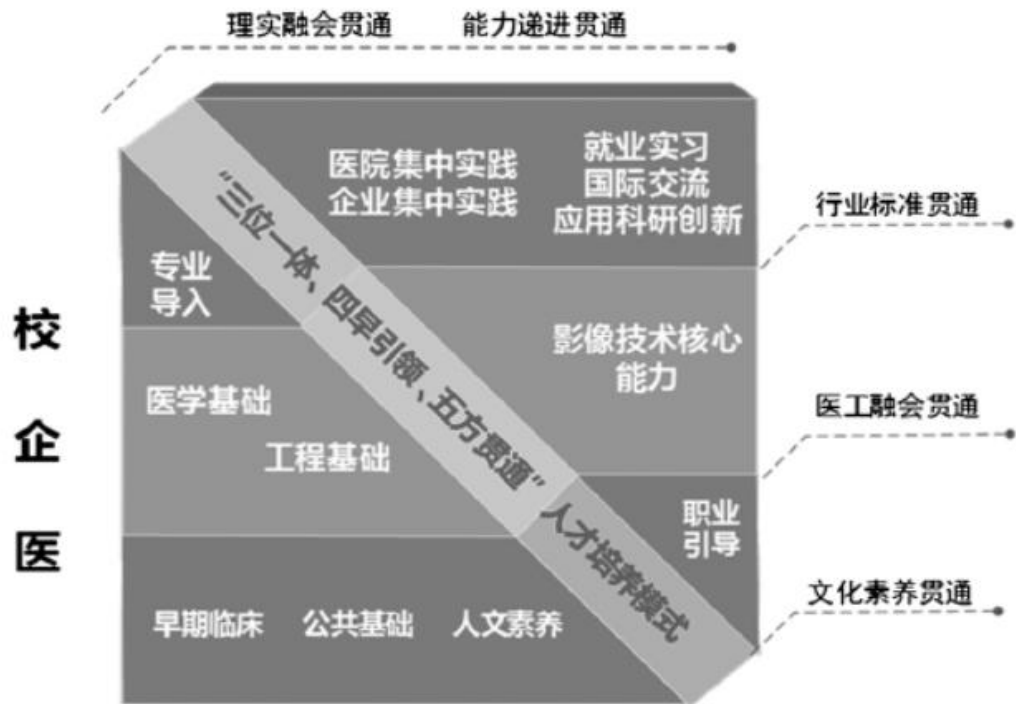 理实融会贯通 能力递进贯通
医院集中实践
企业集中实践
就业实习
国际交流
应用科研创新
行业标准贯通
专业
导入
“三位一体、四早引领、五方贯通”人才培养模式
影像技术核心
能力
校
企
医
医学基础
工程基础
医工融会贯通
职业
引导
文化素养贯通
早期临床 公共基础 人文素养